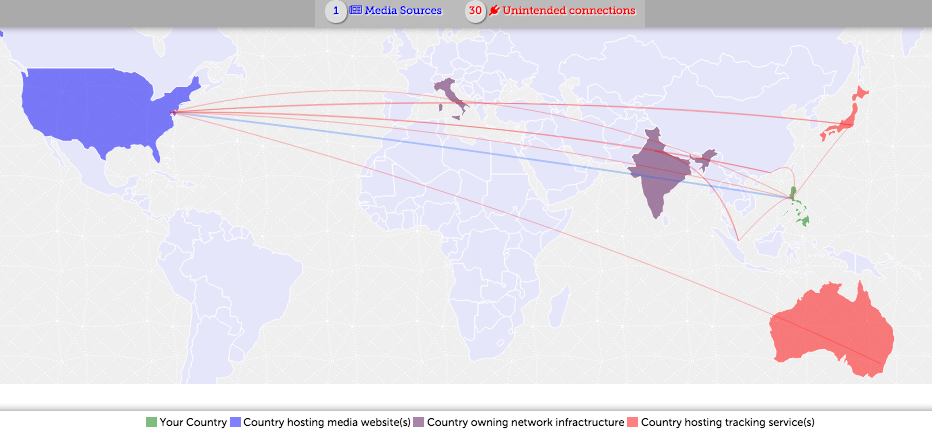 1 Media Sources 30 Unintended connections
Your Country Country hosting media website(s) Country owning network infractructure Country hosting tracking service(s)